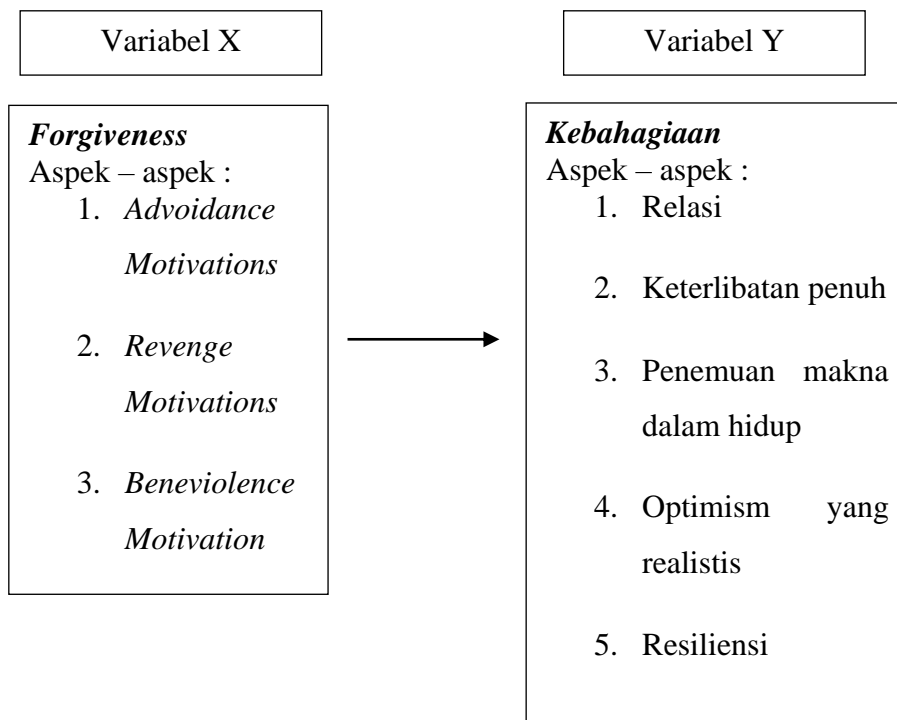 Variabel X
Variabel Y
Forgiveness
Aspek – aspek :
1. Advoidance
Motivations
2. Revenge
Motivations
3. Beneviolence
Motivation
Kebahagiaan
Aspek – aspek :
1. Relasi
2. Keterlibatan penuh
3. Penemuan makna
dalam hidup
4. Optimism yang
realistis
5. Resiliensi